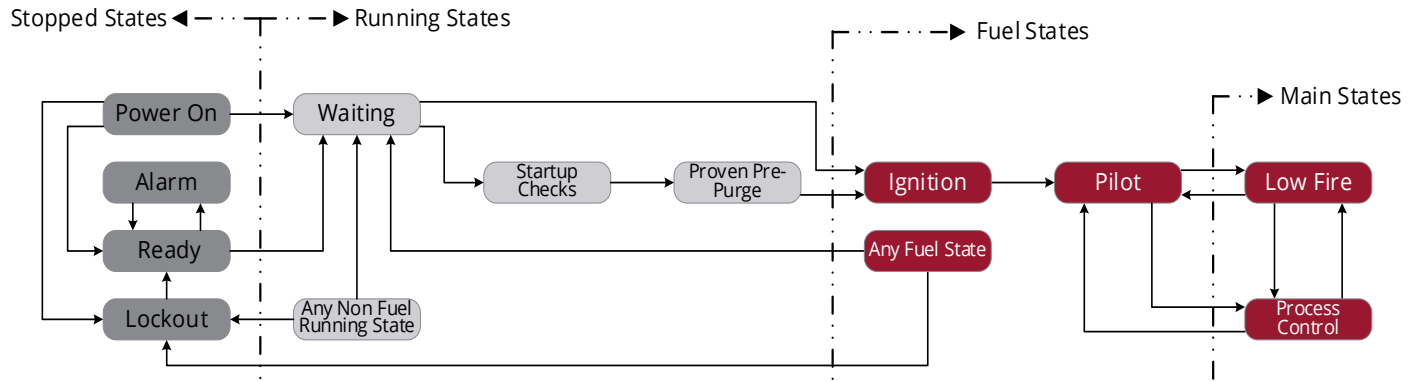 Stopped States
Running States
Fuel States
Main States
Power On
Waiting
Alarm
Startup
Checks
Proven Pre-
Purge
Ignition
Pilot
Low Fire
Ready
Any Fuel State
Lockout
Any Non Fuel
Running State
Process
Control